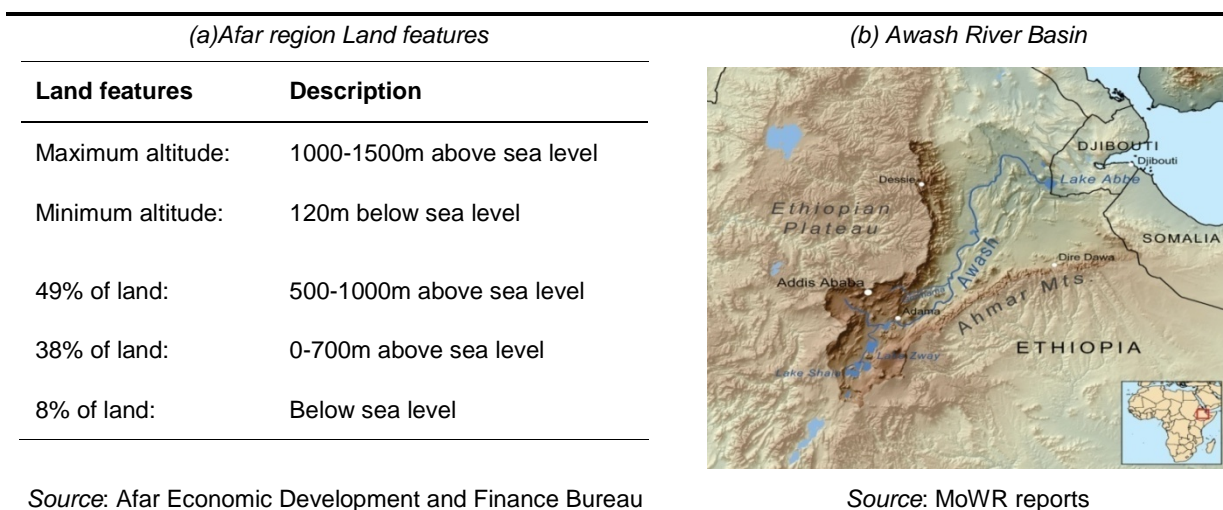 (a)Afar region Land features
Land features Description
Maximum altitude: 1000-1500m above sea level
Minimum altitude: 120m below sea level
49% of land: 500-1000m above sea level
38% of land: 0-700m above sea level
8% of land: Below sea level
Source: Afar Economic Development and Finance Bureau
(b) Awash River Basin
DJIBOUTI
Djibouti
Lake Abbe
Dessie
Ethiopian
Plateau
SOMALIA
Awash
Dire Dawa
Addis Ababa
Adama
Ahmar Mts.
ETHIOPIA
Lake Zway
Source: MoWR reports